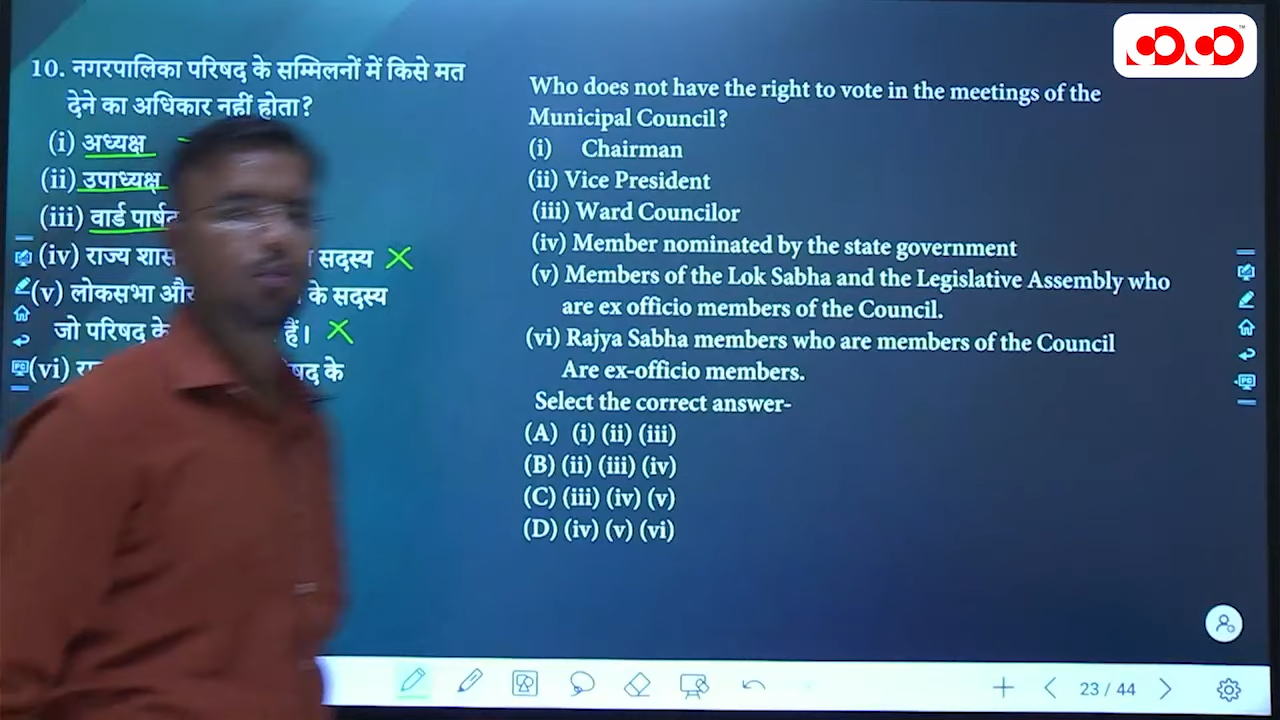 10. नगरपालिका परिषद के सम्मिलनों में किसे मत
देने का अधिकार नहीं होता?
(i) अध्यक्ष
(ii) उपाध्यक्ष
(iii) वार्ड पार्षद
(iv) राज्य सदस्य
(v) लोकसभा के सदस्य
जो परिषद के हैं।
(vi) के
Who does not have the right to vote in the meetings of the
Municipal Council?
(i) Chairman
(ii) Vice President
(iii) Ward Councilor
(iv) Member nominated by the state government
(v) Members of the Lok Sabha and the Legislative Assembly who
are ex officio members of the Council.
(vi) Rajya Sabha members who are members of the Council
Are ex-officio members.
Select the correct answer-
(A) (i) (ii) (iii)
(B) (ii) (iii) (iv)
(C) (iii) (iv) (v)
(D) (iv) (v) (vi)
23 / 44